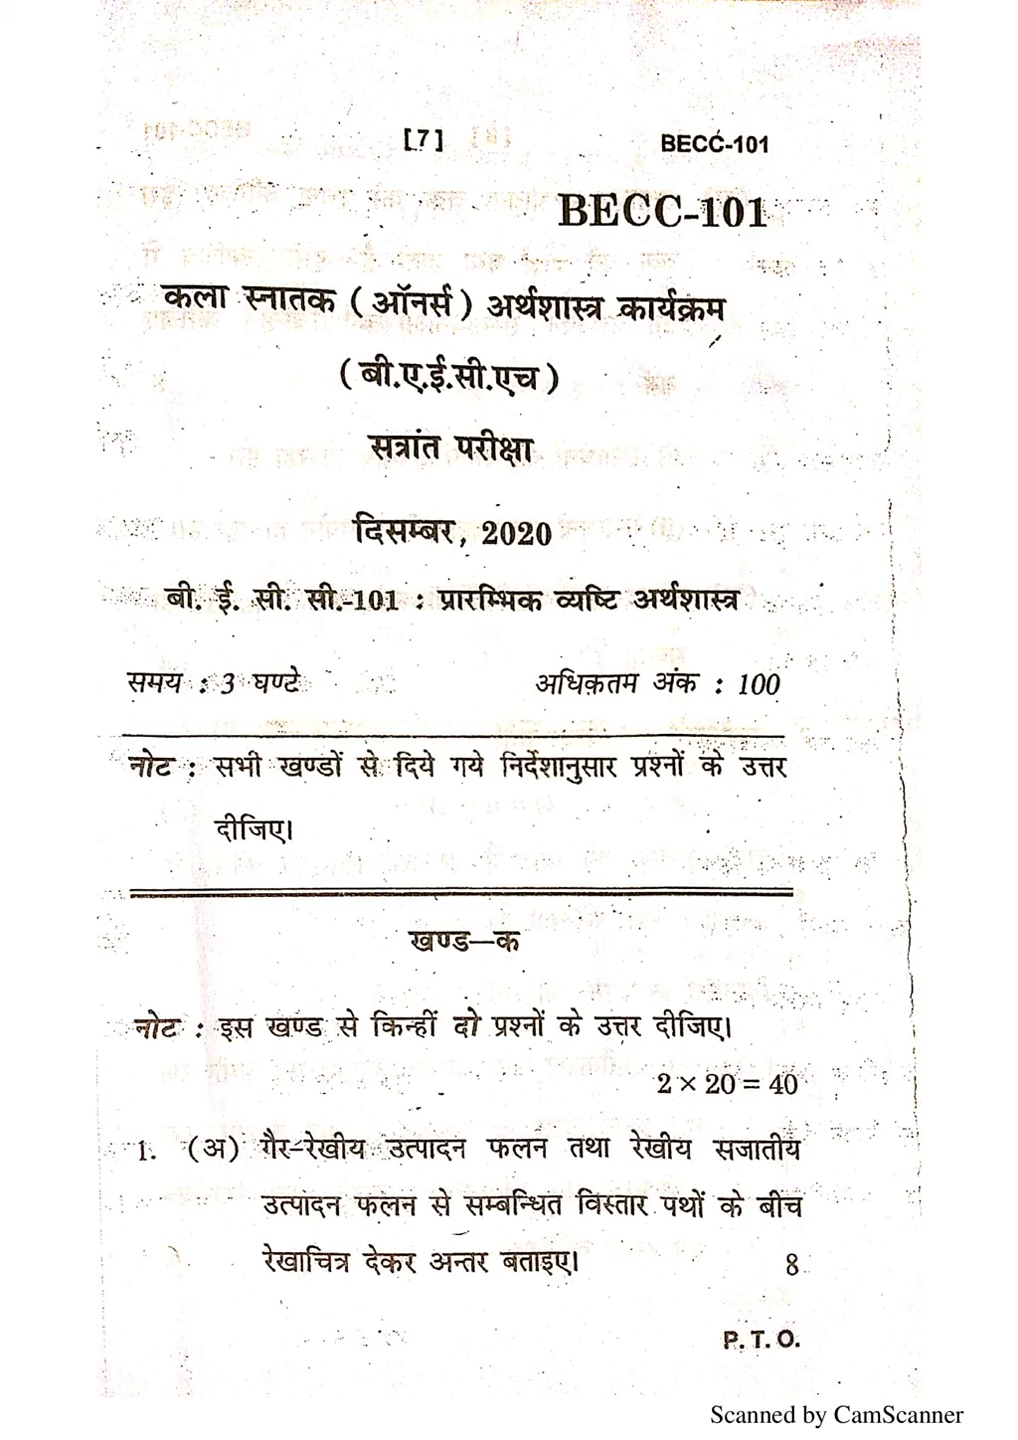 [7] BECC-101
BECC-101
कला स्नातक ( ऑनर्स ) अर्थशास्त्र कार्यक्रम
( बी.ए.ई.सी.एच )
सत्रांत परीक्षा
दिसम्बर, 2020
बी. ई. सी. सी.-101 : प्रारम्भिक व्यष्टि अर्थशास्त्र
समय : 3 घण्टे अधिकतम अंक : 100
नोट : सभी खण्डों से दिये गये निर्देशानुसार प्रश्नों के उत्तर
दीजिए।
खण्ड—क
नोट : इस खण्ड से किन्हीं दो प्रश्नों के उत्तर दीजिए।
2 × 20 = 40
1. (अ) गैर-रेखीय उत्पादन फलन तथा रेखीय सजातीय
उत्पादन फलन से सम्बन्धित विस्तार पथों के बीच
रेखाचित्र देकर अन्तर बताइए। 8
P. T. O.
Scanned by CamScanner